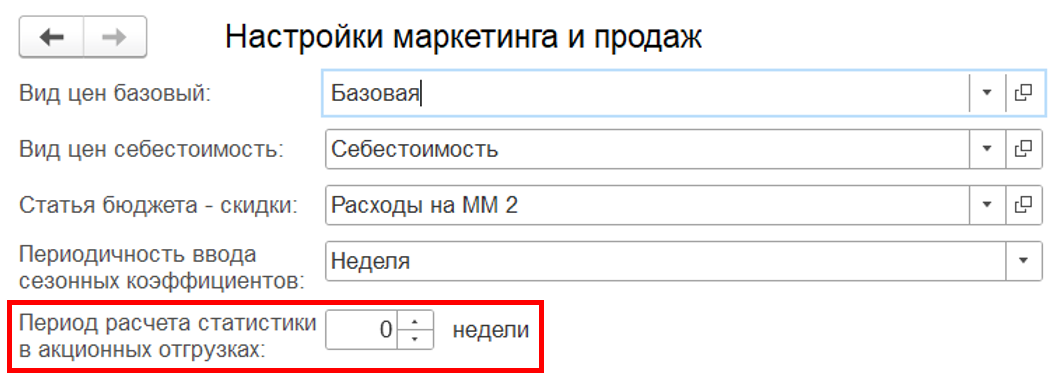 Настройки маркетинга и продаж
Вид цен базовый: Базовая
Вид цен себестоимость: Себестоимость
Статья бюджета - скидки: Расходы на ММ 2
Периодичность ввода
сезонных коэффициентов: Неделя
Период расчета статистики
в акционных отгрузках: 0 недели